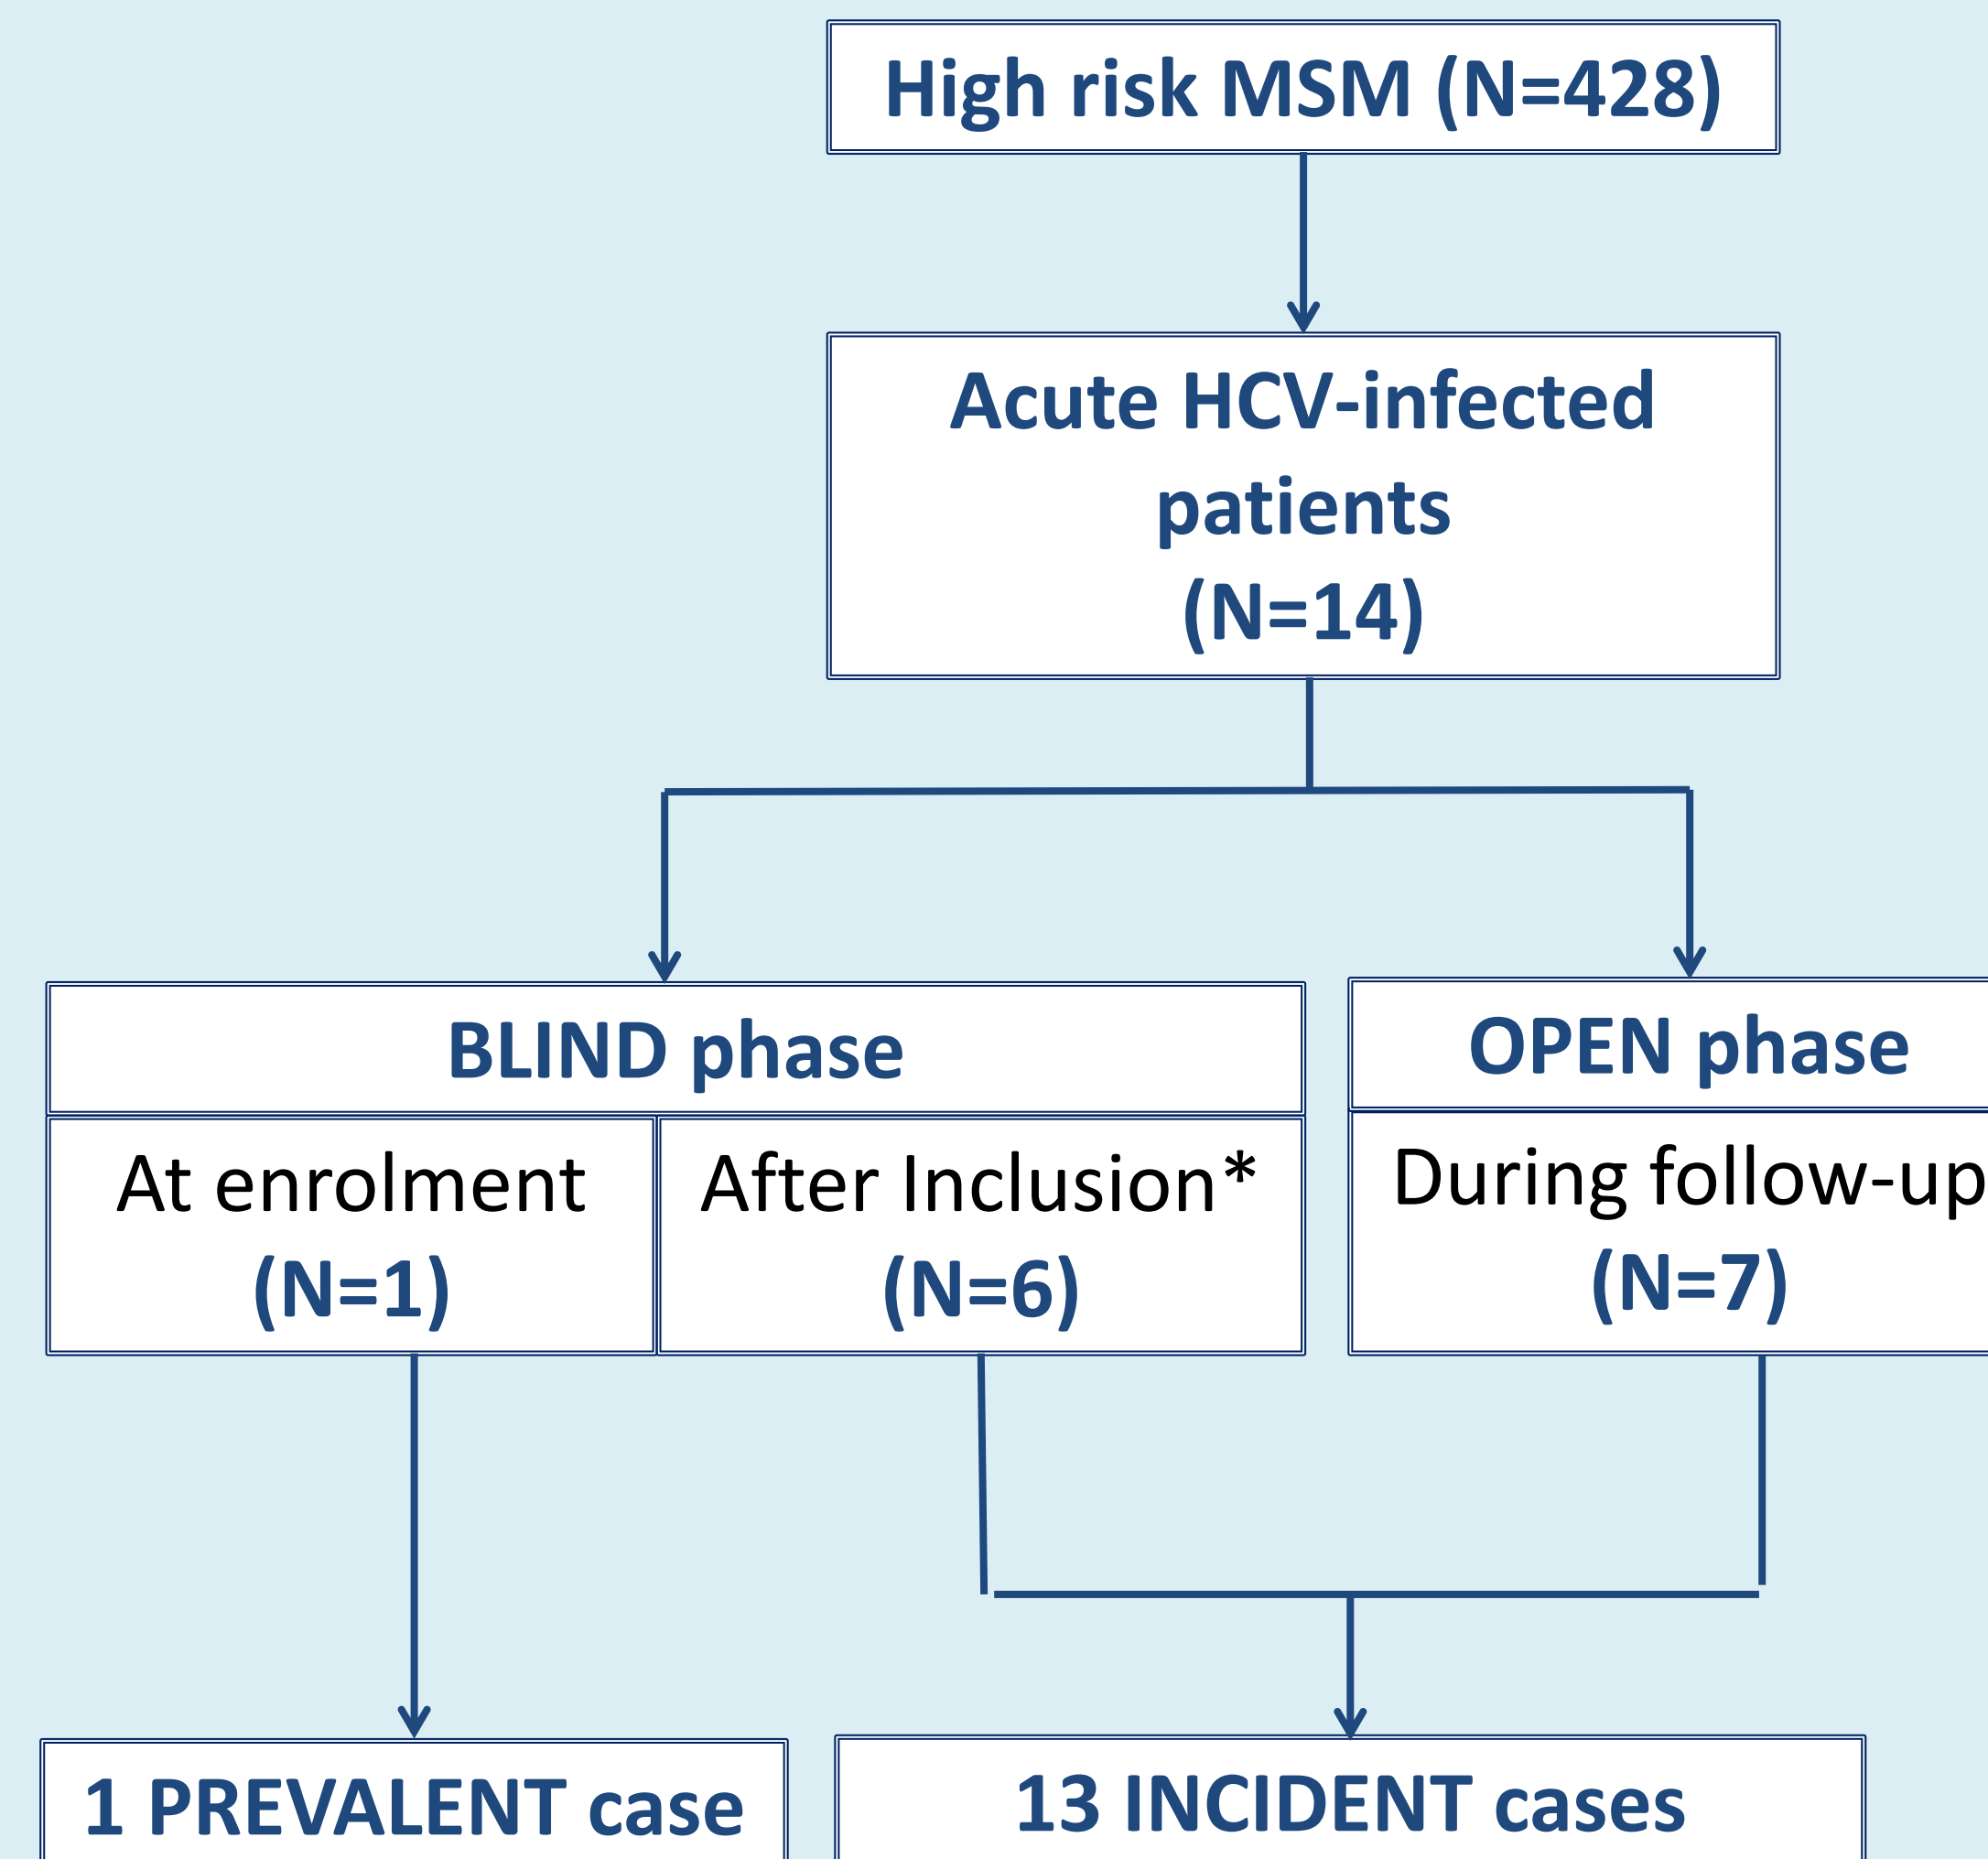 High risk MSM (N=428)
Acute HCV-infected
patients
(N=14)
BLIND phase
At enrolment
(N=1)
After Inclusion*
(N=6)
OPEN phase
During follow-up
(N=7)
1 PREVALENT case
13 INCIDENT cases